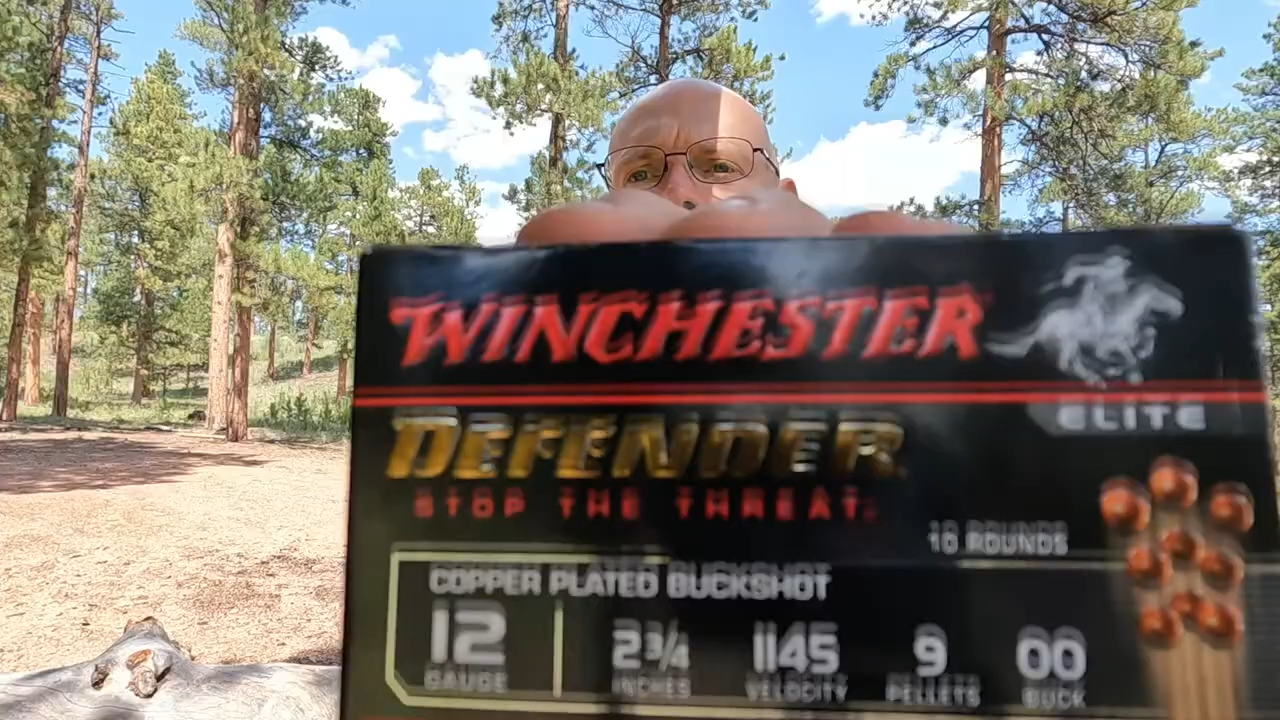 WINCHESTER
ELITE
DEFENDER
STOP THE THREAT
10 ROUNDS
COPPER PLATED BUCKSHOT
12 2¾ 1145 9 00
GAUGE INCHES VELOCITY PELLETS BUCK